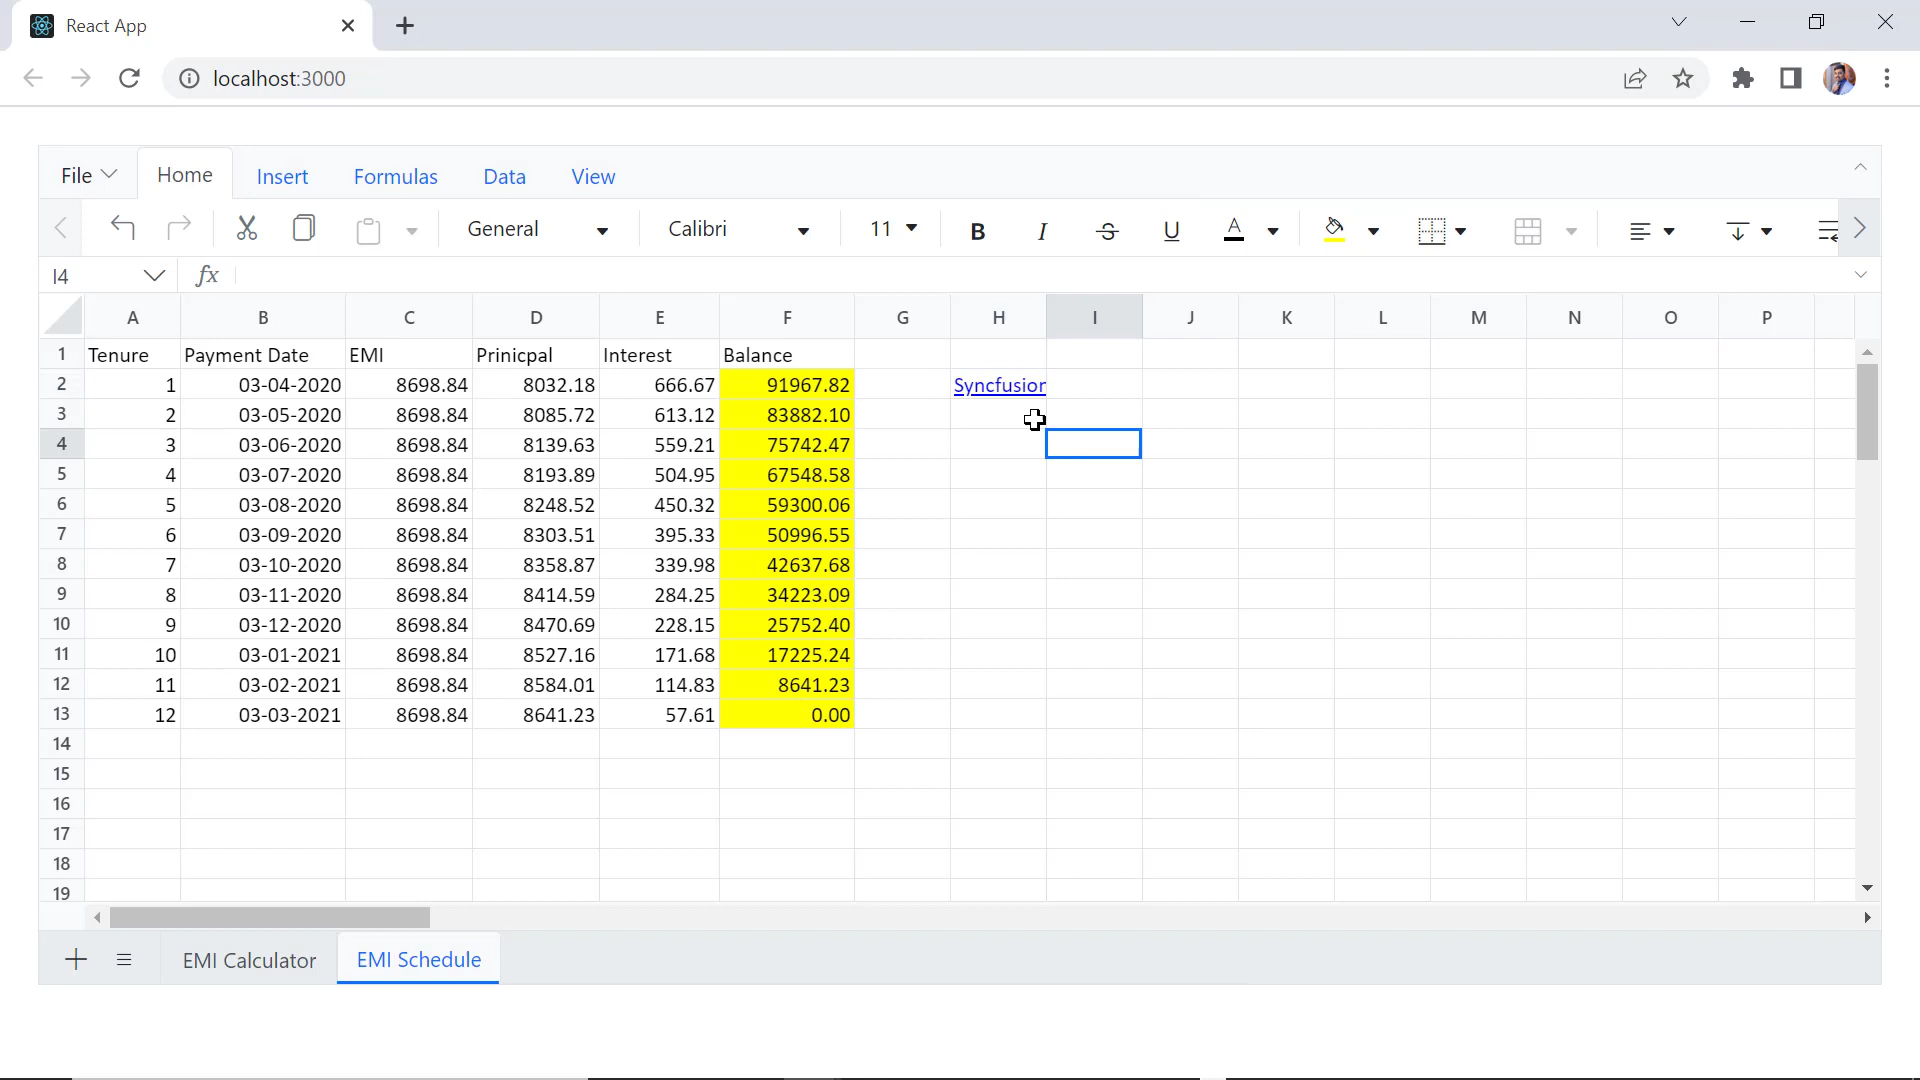 React App
localhost:3000
File Home Insert Formulas Data View
General Calibri 11 B I S U A
I4 fx
A B C D E F G H I J K L M N O P
1 Tenure Payment Date EMI Prinicpal Interest Balance
2 1 03-04-2020 8698.84 8032.18 666.67 91967.82 Syncfusion
3 2 03-05-2020 8698.84 8085.72 613.12 83882.10
4 3 03-06-2020 8698.84 8139.63 559.21 75742.47
5 4 03-07-2020 8698.84 8193.89 504.95 67548.58
6 5 03-08-2020 8698.84 8248.52 450.32 59300.06
7 6 03-09-2020 8698.84 8303.51 395.33 50996.55
8 7 03-10-2020 8698.84 8358.87 339.98 42637.68
9 8 03-11-2020 8698.84 8414.59 284.25 34223.09
10 9 03-12-2020 8698.84 8470.69 228.15 25752.40
11 10 03-01-2021 8698.84 8527.16 171.68 17225.24
12 11 03-02-2021 8698.84 8584.01 114.83 8641.23
13 12 03-03-2021 8698.84 8641.23 57.61 0.00
14
15
16
17
18
19
EMI Calculator EMI Schedule